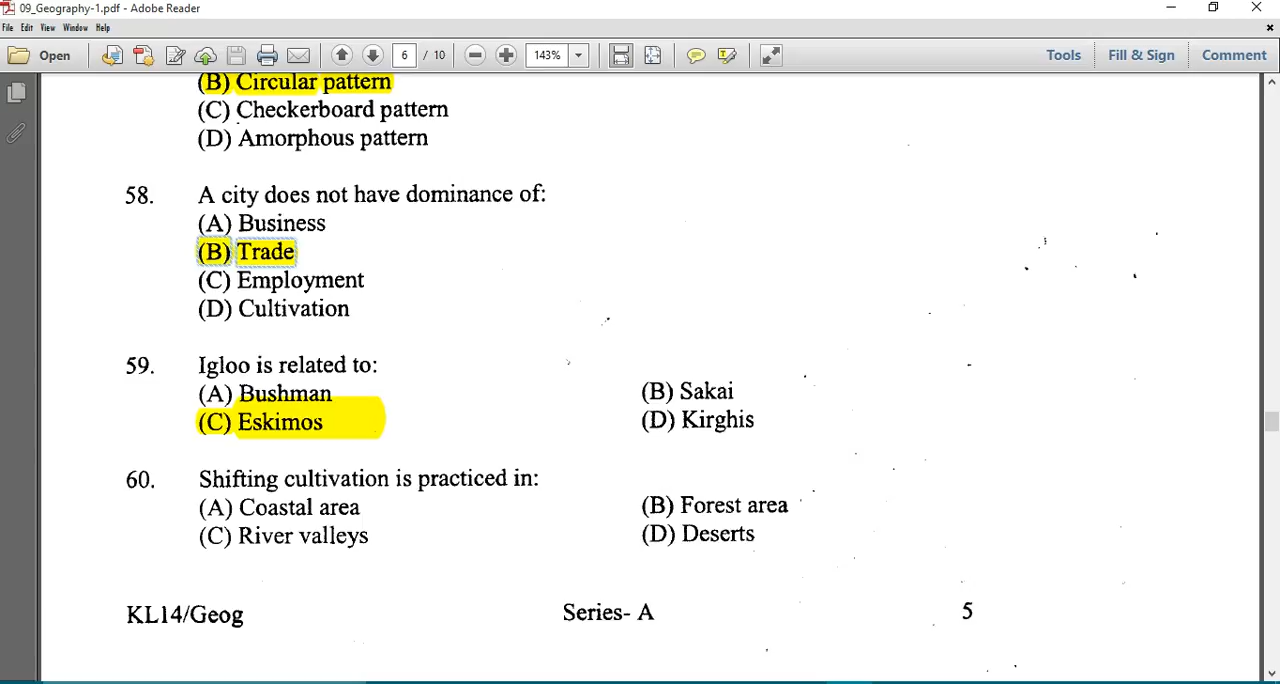 09_Geography-1.pdf - Adobe Reader
File Edit View Window Help
Open 6 / 10 143% Tools Fill & Sign Comment
(B) Circular pattern
(C) Checkerboard pattern
(D) Amorphous pattern
58. A city does not have dominance of:
(A) Business
(B) Trade
(C) Employment
(D) Cultivation
59. Igloo is related to:
(A) Bushman (B) Sakai
(C) Eskimos (D) Kirghis
60. Shifting cultivation is practiced in:
(A) Coastal area (B) Forest area
(C) River valleys (D) Deserts
KL14/Geog Series- A 5